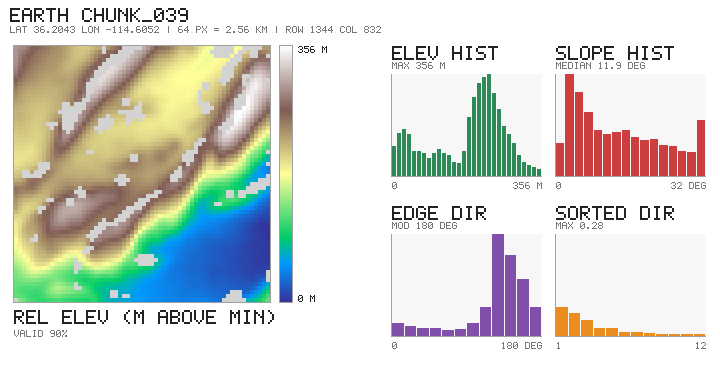 EARTH CHUNK_039
LAT 36.2043 LON -114.6052 | 64 PX = 2.56 KM | ROW 1344 COL 832
356 M
0 M
REL ELEV (M ABOVE MIN)
VALID 90%
ELEV HIST
MAX 356 M
0 356 M
SLOPE HIST
MEDIAN 11.9 DEG
0 32 DEG
EDGE DIR
MOD 180 DEG
0 180 DEG
SORTED DIR
MAX 0.28
1 12